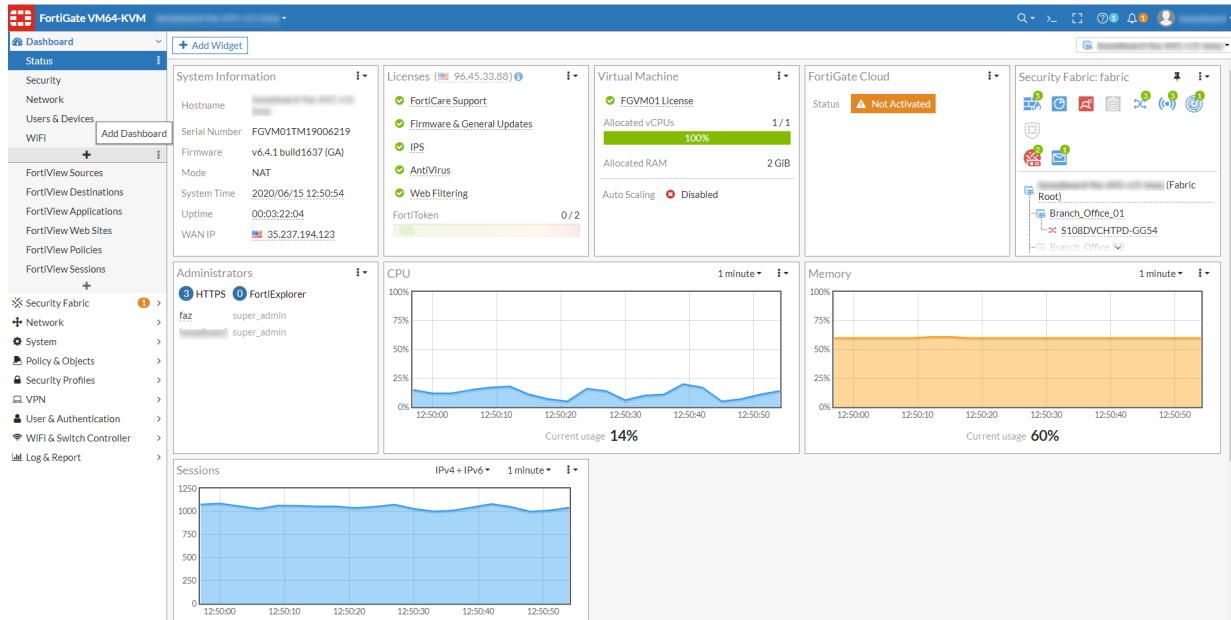 FortiGate VM64-KVM
1
1
Dashboard
Status
Security
Network
Users & Devices
WiFi
Add Dashboard
FortiView Sources
FortiView Destinations
FortiView Applications
FortiView Web Sites
FortiView Policies
FortiView Sessions
Security Fabric 1
Network
System
Policy & Objects
Security Profiles
VPN
User & Authentication
WiFi & Switch Controller
Log & Report
+ Add Widget
System Information
Hostname
Serial Number FGVM01TM19006219
Firmware v6.4.1 build1637 (GA)
Mode NAT
System Time 2020/06/15 12:50:54
Uptime 00:03:22:04
WAN IP 35.237.194.123
Licenses (96.45.33.88)
FortiCare Support
Firmware & General Updates
IPS
AntiVirus
Web Filtering
FortiToken 0 / 2
0%
Virtual Machine
FGVM01 License
Allocated vCPUs 1 / 1
100%
Allocated RAM 2 GiB
Auto Scaling Disabled
FortiGate Cloud
Status Not Activated
Security Fabric: fabric
5 3 3 1
2 1
(Fabric
Root)
Branch_Office_01
S108DVCHTPD-GG54
Branch_Office
Administrators
3 HTTPS 0 FortiExplorer
faz super_admin
super_admin
CPU 1 minute
100%
75%
50%
25%
0%
12:50:00 12:50:10 12:50:20 12:50:30 12:50:40 12:50:50
Current usage 14%
Memory 1 minute
100%
75%
50%
25%
0%
12:50:00 12:50:10 12:50:20 12:50:30 12:50:40 12:50:50
Current usage 60%
Sessions IPv4 + IPv6 1 minute
1250
1000
750
500
250
0
12:50:00 12:50:10 12:50:20 12:50:30 12:50:40 12:50:50